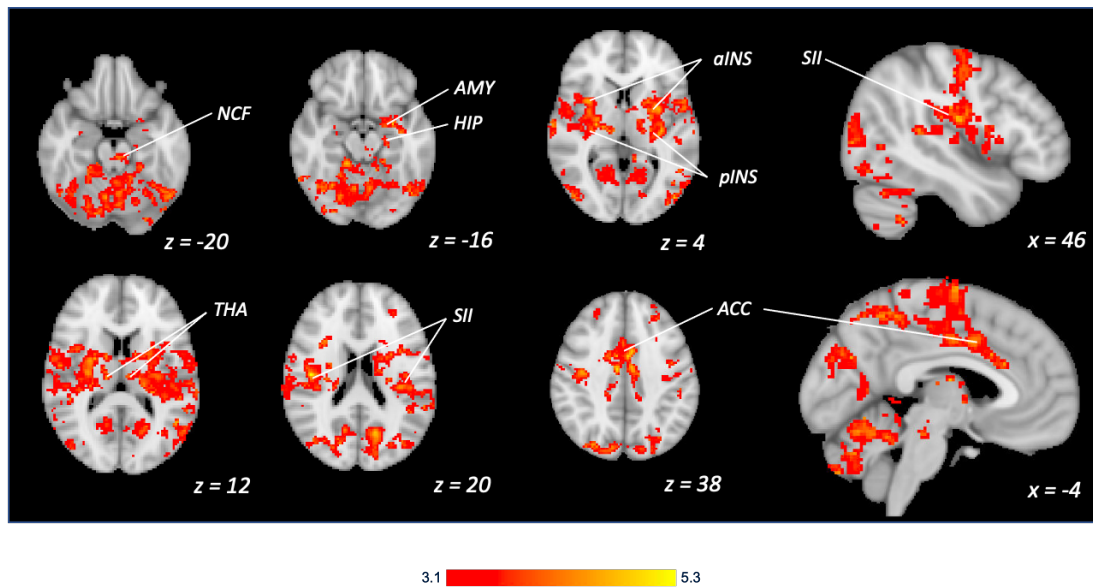 NCF
z = -20
AMY
HIP
z = -16
aINS
pINS
z = 4
SII
x = 46
THA
z = 12
SII
z = 20
ACC
z = 38
x = -4
3.1
5.3